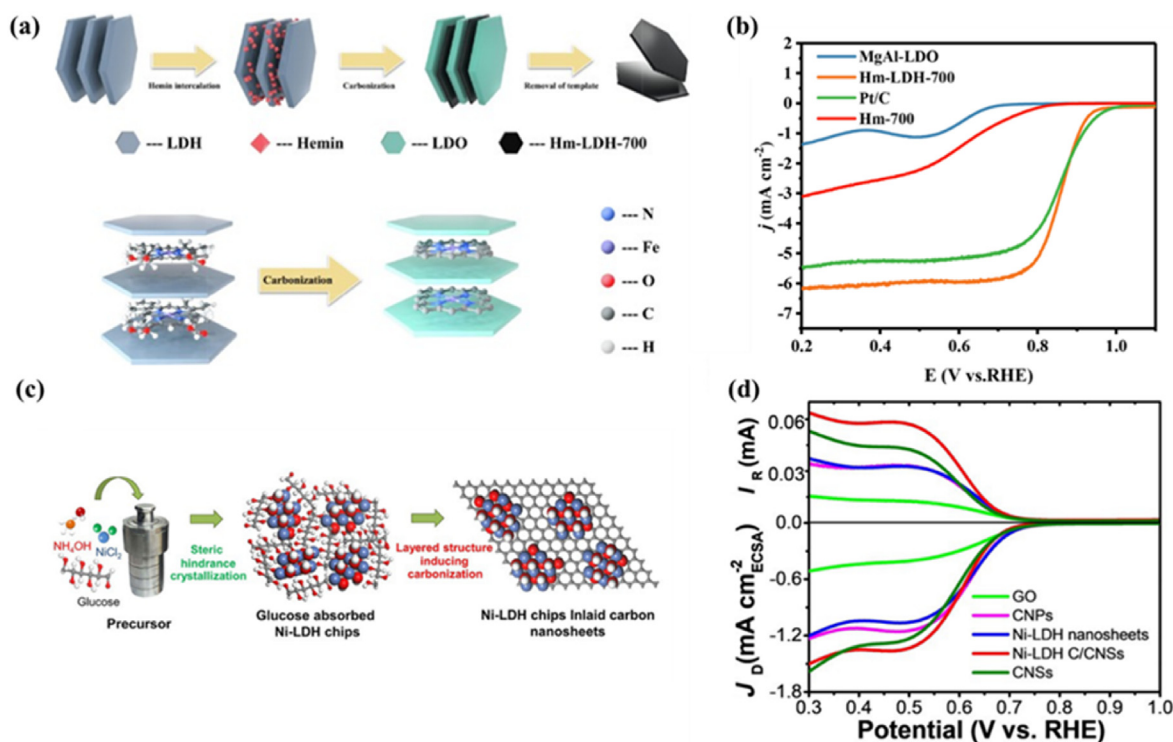 (a)
Hemin intercalation
Carbonization
Removal of template
--- LDH
--- Hemin
--- LDO
--- Hm-LDH-700
Carbonization
--- N
--- Fe
--- O
--- C
--- H
(b)
MgAl-LDO
Hm-LDH-700
Pt/C
Hm-700
j (mA cm-2)
2
1
0
-1
-2
-3
-4
-5
-6
-7
0.2 0.4 0.6 0.8 1.0
E (V vs.RHE)
(c)
NH4OH
NiCl2
Glucose
Precursor
Steric
hindrance
crystallization
Glucose absorbed
Ni-LDH chips
Layered structure
inducing
carbonization
Ni-LDH chips Inlaid carbon
nanosheets
(d)
IR (mA)
0.06
0.03
0.0
JD (mA cm-2ECSA)
-0.6
-1.2
-1.8
GO
CNPs
Ni-LDH nanosheets
Ni-LDH C/CNSs
CNSs
0.3 0.4 0.5 0.6 0.7 0.8 0.9 1.0
Potential (V vs. RHE)